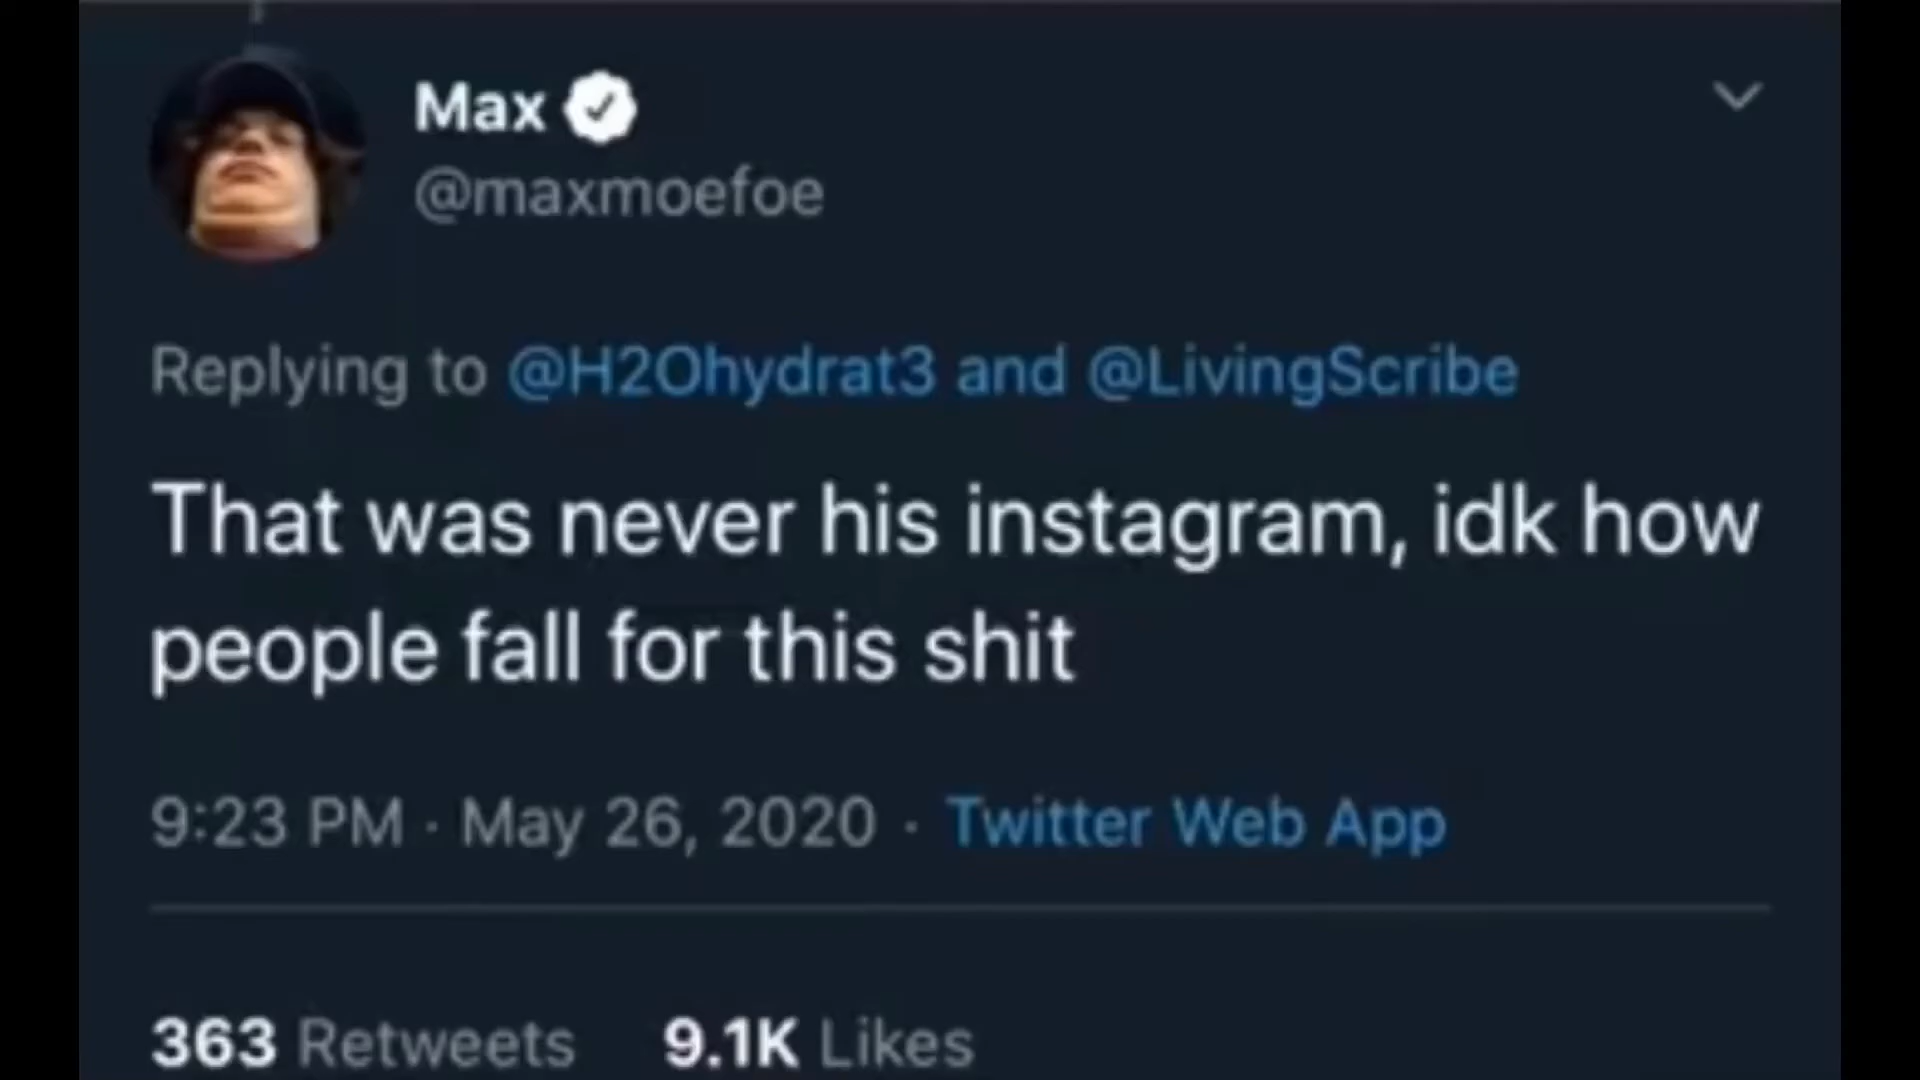 Max
@maxmoefoe
Replying to @H2Ohydrat3 and @LivingScribe
That was never his instagram, idk how
people fall for this shit
9:23 PM · May 26, 2020 · Twitter Web App
363 Retweets 9.1K Likes